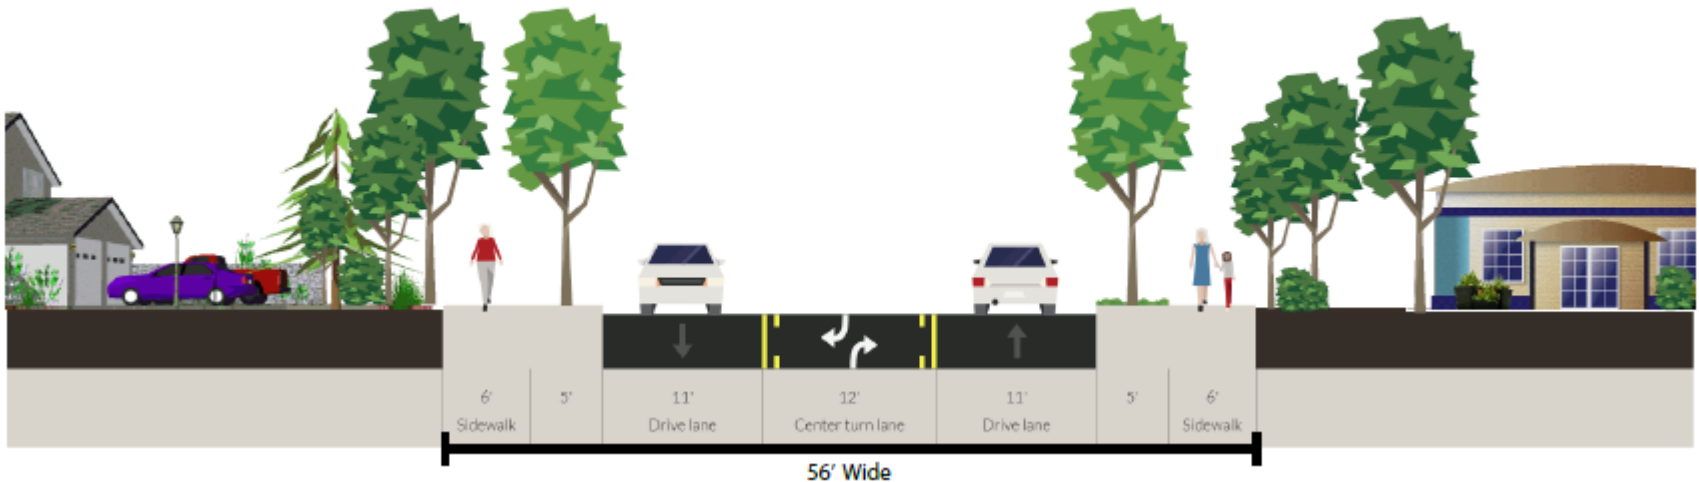 6' 5' 11' 12' 11' 5' 6'
Sidewalk Drive lane Center turn lane Drive lane Sidewalk
56' Wide